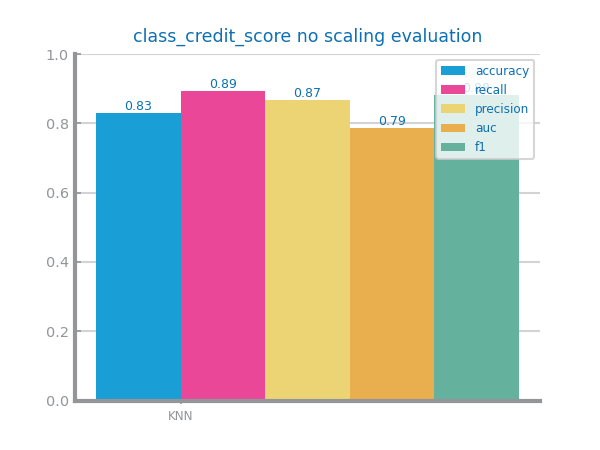 class_credit_score no scaling evaluation
1.0
0.8
0.6
0.4
0.2
0.0
0.83
0.89
0.87
0.79
accuracy
recall
precision
auc
f1
KNN